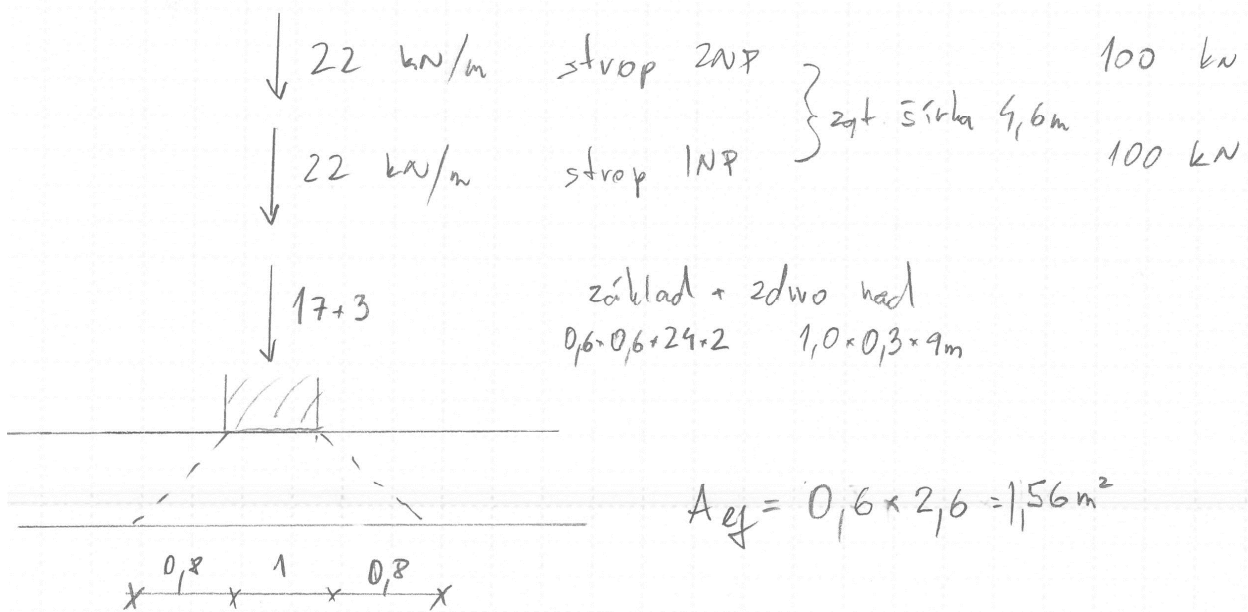 22 kN/m strop 2NP 100 kN
zat. šířka 4,6m
22 kN/m strop 1NP 100 kN
17+3 základ + zdivo nad
0,6×0,6×24×2 1,0×0,3×9m
A ef = 0,6 × 2,6 = 1,56 m²
0,8 1 0,8